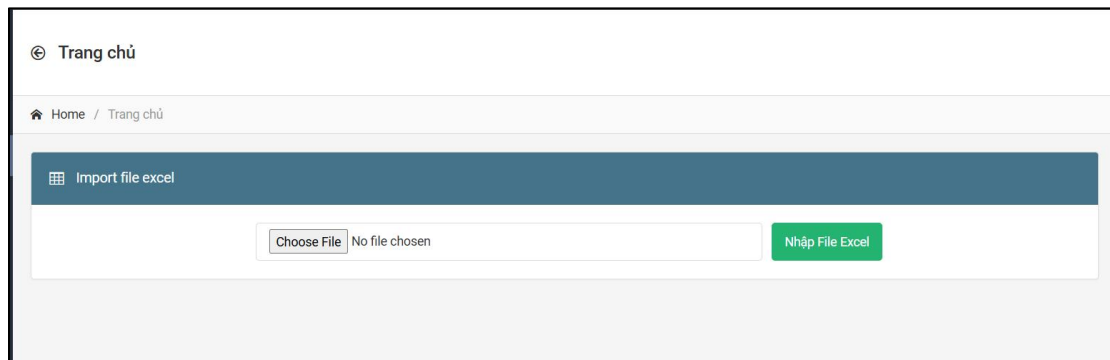 Trang chủ
Home / Trang chủ
Import file excel
Choose File No file chosen Nhập File Excel